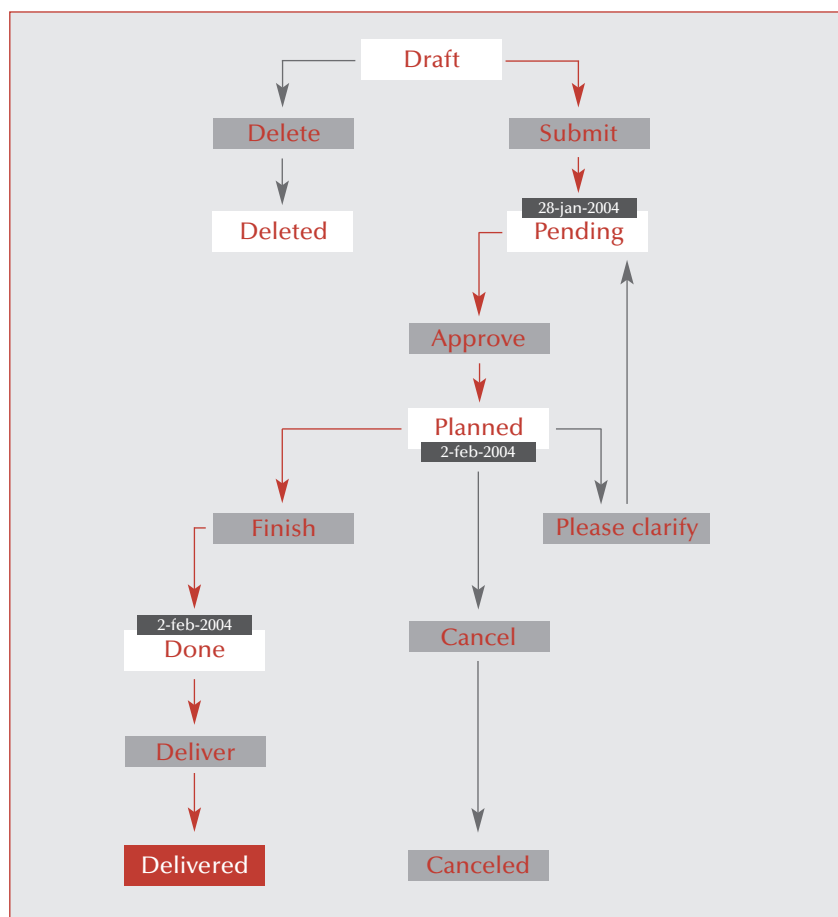 Draft
Delete
Submit
28-jan-2004
Deleted
Pending
Approve
Planned
2-feb-2004
Finish
Please clarify
2-feb-2004
Done
Cancel
Deliver
Delivered
Canceled